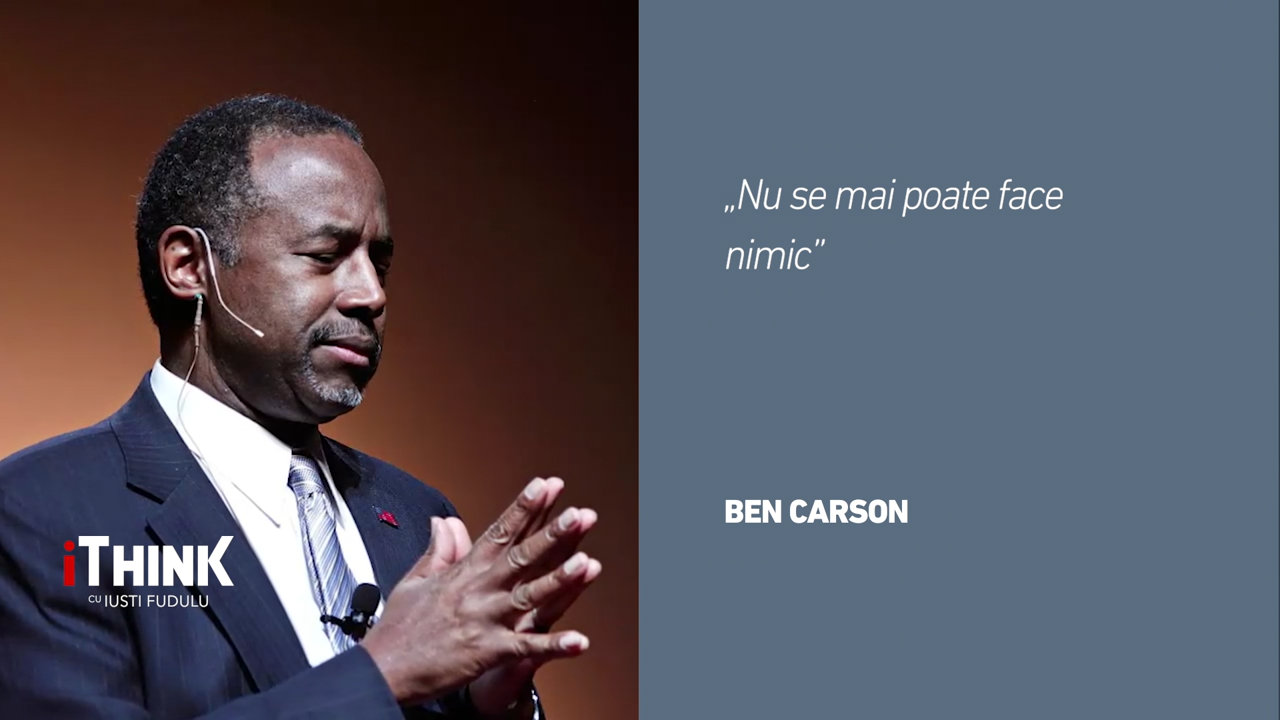 iTHINK
CU IUSTI FUDULU
„Nu se mai poate face
nimic”
BEN CARSON